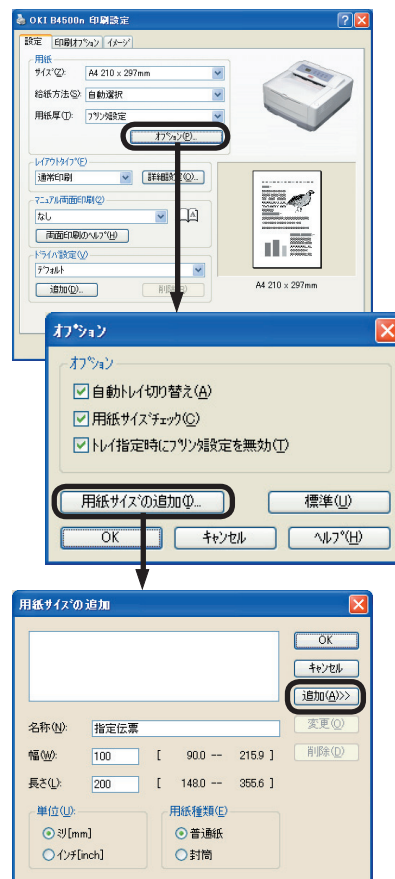 OKI B4500n 印刷設定
設定 印刷オプション イメージ
用紙
サイズ(Z): A4 210 x 297mm
給紙方法(S): 自動選択
用紙厚(T): プリンタ設定
オプション(P)...
レイアウトタイプ(E)
通常印刷
マニュアル両面印刷(2)
なし
両面印刷のヘルプ(H)
ドライバ設定(V)
デフォルト
追加(D)...
A4 210 x 297mm
オプション
オプション
自動トレイ切り替え(A)
用紙サイズチェック(C)
トレイ指定時にプリンタ設定を無効(T)
用紙サイズの追加(I)... 標準(U)
OK キャンセル ヘルプ(H)
用紙サイズの追加
OK
キャンセル
追加(A)>>
名称(N): 指定伝票 変更(O)
幅(W): 100 [ 90.0 -- 215.9 ] 削除(D)
長さ(L): 200 [ 148.0 -- 355.6 ]
単位(U): 用紙種類(E)
ミリ[mm] 普通紙
インチ[inch] 封筒